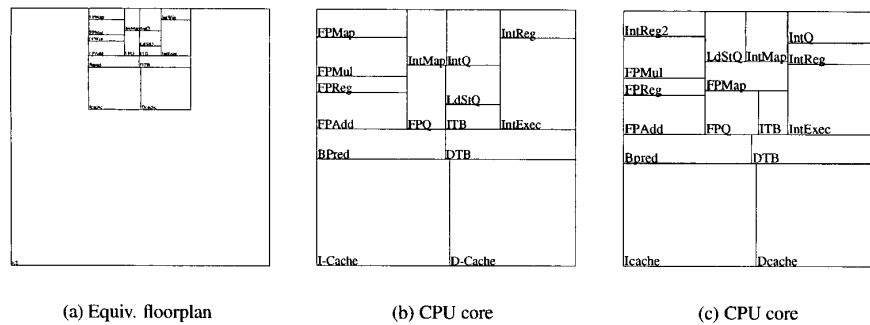 FPMap
IntReg
IntMap IntQ
FPMul
FPReg
LdStQ
FPAdd FPQ ITB IntExec
BPred DTB
I-Cache D-Cache
IntReg2
IntQ
LdStQ IntMap
IntReg
FPMul
FPMap
FPReg
FPAdd FPQ ITB IntExec
Bpred DTB
Icache Dcache
(a) Equiv. floorplan (b) CPU core (c) CPU core